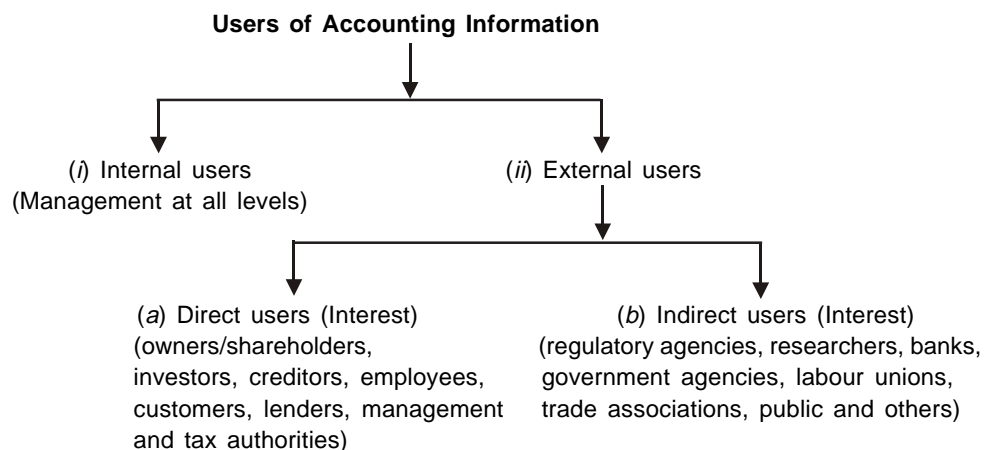 Users of Accounting Information
(i) Internal users
(Management at all levels)
(ii) External users
(a) Direct users (Interest)
(owners/shareholders,
investors, creditors, employees,
customers, lenders, management
and tax authorities)
(b) Indirect users (Interest)
(regulatory agencies, researchers, banks,
government agencies, labour unions,
trade associations, public and others)